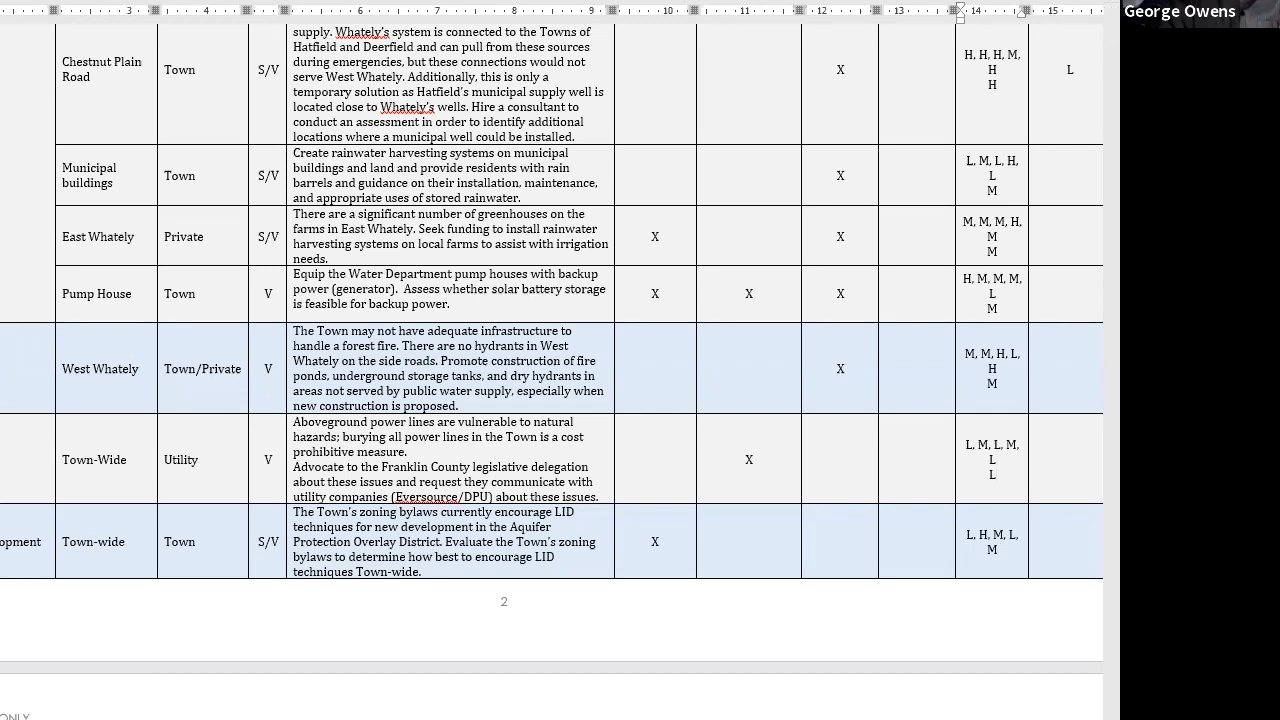 3 4 6 7 8 9 10 11 12 13 14 15
George Owens
Chestnut Plain
Road
Town
S/V
supply. Whately's system is connected to the Towns of
Hatfield and Deerfield and can pull from these sources
during emergencies, but these connections would not
serve West Whately. Additionally, this is only a
temporary solution as Hatfield's municipal supply well is
located close to Whately's wells. Hire a consultant to
conduct an assessment in order to identify additional
locations where a municipal well could be installed.
X
H, H, H, M,
H
H
L
Municipal
buildings
Town
S/V
Create rainwater harvesting systems on municipal
buildings and land and provide residents with rain
barrels and guidance on their installation, maintenance,
and appropriate uses of stored rainwater.
X
L, M, L, H,
L
M
East Whately
Private
S/V
There are a significant number of greenhouses on the
farms in East Whately. Seek funding to install rainwater
harvesting systems on local farms to assist with irrigation
needs.
X
X
M, M, M, H,
M
M
Pump House
Town
V
Equip the Water Department pump houses with backup
power (generator).  Assess whether solar battery storage
is feasible for backup power.
X
X
X
H, M, M, M,
L
M
West Whately
Town/Private
V
The Town may not have adequate infrastructure to
handle a forest fire. There are no hydrants in West
Whately on the side roads. Promote construction of fire
ponds, underground storage tanks, and dry hydrants in
areas not served by public water supply, especially when
new construction is proposed.
X
M, M, H, L,
H
M
Town-Wide
Utility
V
Aboveground power lines are vulnerable to natural
hazards; burying all power lines in the Town is a cost
prohibitive measure.
Advocate to the Franklin County legislative delegation
about these issues and request they communicate with
utility companies (Eversource/DPU) about these issues.
X
L, M, L, M,
L
L
opment
Town-wide
Town
S/V
The Town's zoning bylaws currently encourage LID
techniques for new development in the Aquifer
Protection Overlay District. Evaluate the Town's zoning
bylaws to determine how best to encourage LID
techniques Town-wide.
X
L, H, M, L,
M
2
ONLY